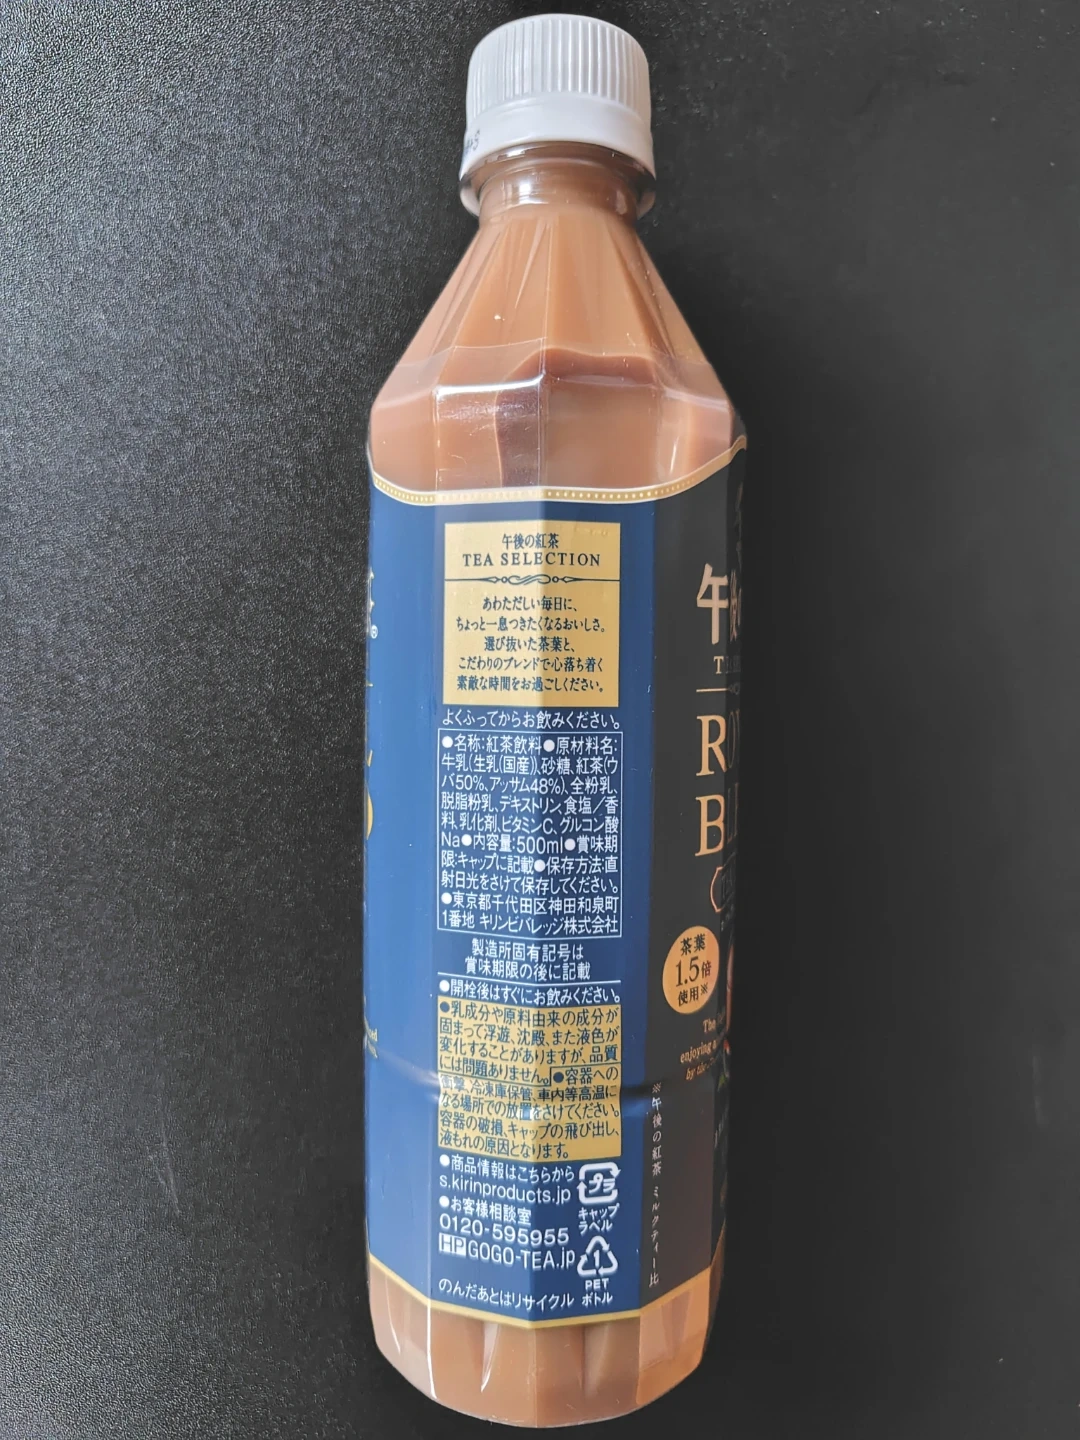 午後の紅茶
TEA SELECTION
あわただしい毎日に、
ちょっと一息つきたくなるおいしさ。
選び抜いた茶葉と、
こだわりのブレンドで心落ち着く
素敵な時間をお過ごしください。
よくふってからお飲みください。
●名称:紅茶飲料●原材料名:
牛乳(生乳(国産))、砂糖、紅茶(ウ
バ50%、アッサム48%)、全粉乳、
脱脂粉乳、デキストリン、食塩/香
料、乳化剤、ビタミンC、グルコン酸
Na●内容量:500ml●賞味期
限:キャップに記載●保存方法:直
射日光をさけて保存してください。
●東京都千代田区神田和泉町
1番地 キリンビバレッジ株式会社
製造所固有記号は
賞味期限の後に記載
●開栓後はすぐにお飲みください。
●乳成分や原料由来の成分が
固まって浮遊、沈殿、また液色が
変化することがありますが、品質
には問題ありません。●容器への
衝撃、冷凍庫保管、車内等高温に
なる場所での放置をさけてください。
容器の破損、キャップの飛び出し、
液もれの原因となります。
●商品情報はこちらから
s.kirinproducts.jp
●お客様相談室
0120-595955
HP GOGO-TEA.jp
のんだあとはリサイクル
プラ
キャップ
ラベル
1
PET
ボトル
午後
茶葉
1.5倍
使用※
The
enjoying
by
※午後の紅茶 ミルクティー比